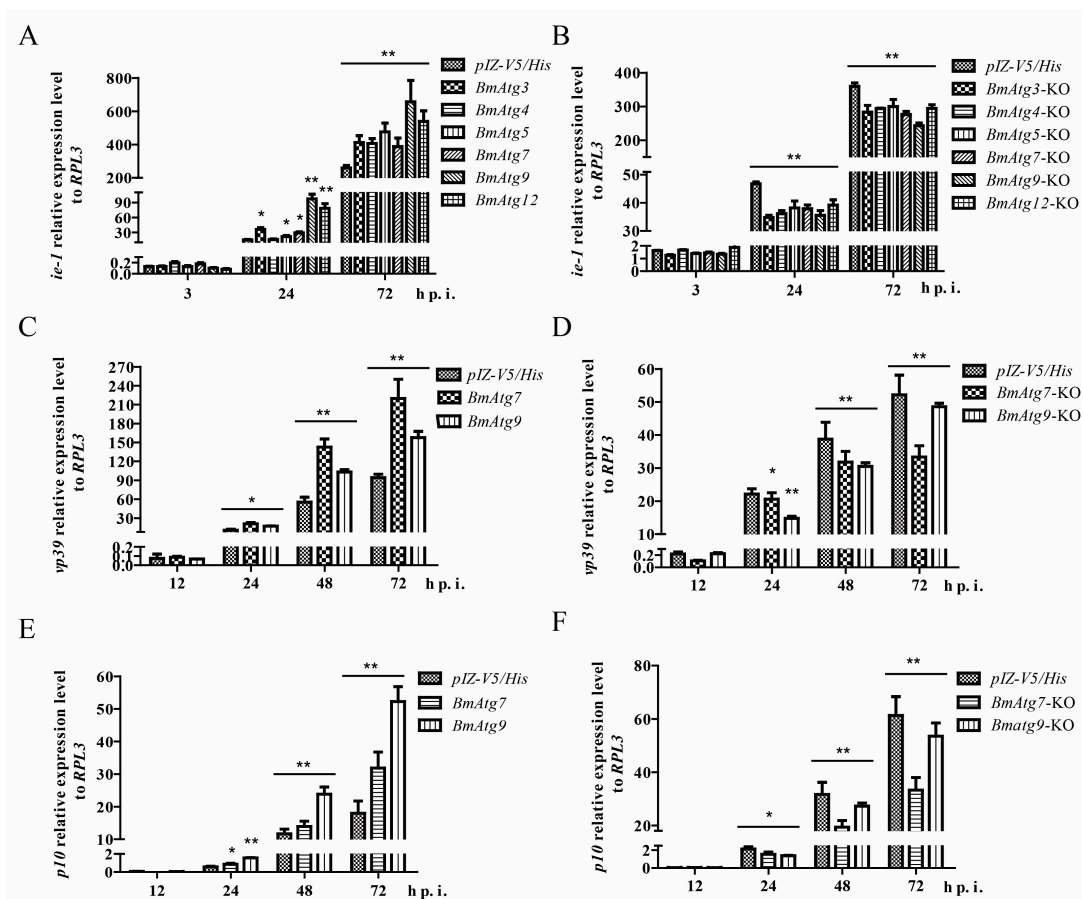 A
ie-1 relative expression level
to RPL3
800
600
400
200
90
60
30
0.2
0.0
**
*
*
*
**
**
3
24
72
h p. i.
pIZ-V5/His
BmAtg3
BmAtg4
BmAtg5
BmAtg7
BmAtg9
BmAtg12
B
ie-1 relative expression level
to RPL3
400
300
200
50
40
30
2
1
0
**
**
3
24
72
h p. i.
pIZ-V5/His
BmAtg3-KO
BmAtg4-KO
BmAtg5-KO
BmAtg7-KO
BmAtg9-KO
BmAtg12-KO
C
vp39 relative expression level
to RPL3
270
240
210
180
150
120
90
60
30
0.2
0.1
0.0
*
**
**
12
24
48
72
h p. i.
pIZ-V5/His
BmAtg7
BmAtg9
D
vp39 relative expression level
to RPL3
60
50
40
30
20
10
0.2
0.0
*
**
**
**
12
24
48
72
h p. i.
pIZ-V5/His
BmAtg7-KO
BmAtg9-KO
E
p10 relative expression level
to RPL3
60
50
40
30
20
10
2
0
*
**
**
**
12
24
48
72
h p. i.
pIZ-V5/His
BmAtg7
BmAtg9
F
p10 relative expression level
to RPL3
80
60
40
20
2
0
*
**
**
12
24
48
72
h p. i.
pIZ-V5/His
BmAtg7-KO
Bmatg9-KO